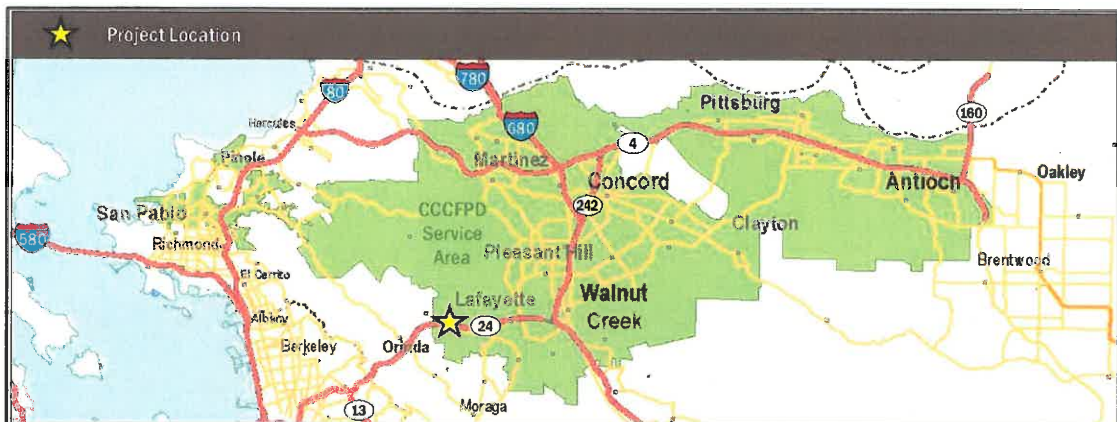 Project Location
780
80
160
Pittsburg
Hercules
680
4
Pinole
Martinez
Oakley
Concord
Antioch
San Pablo
CCCFPD
Service
Area
242
Clayton
580
Richmond
Pleasant Hill
Brentwood
El Cerrito
Lafayette
Walnut
Creek
Albany
24
Berkeley
Orinda
Moraga
13